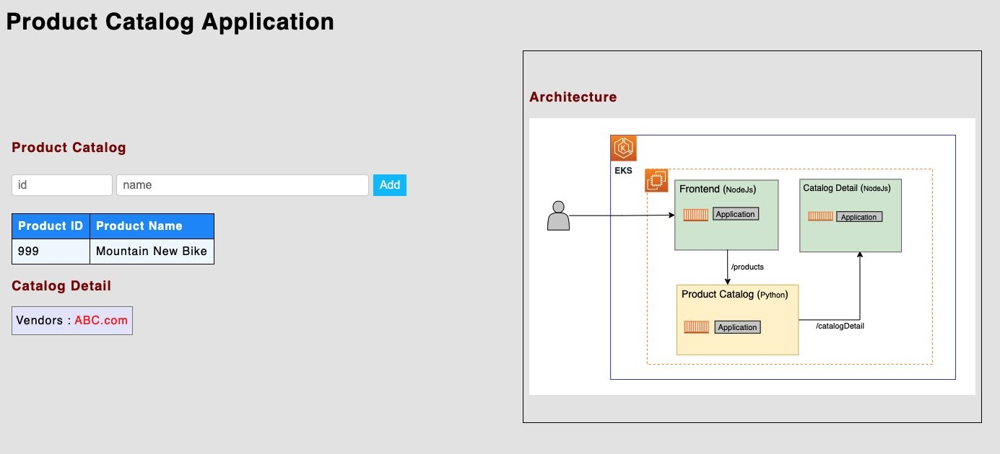 Product Catalog Application
Product Catalog
id
name
Add
Product ID
Product Name
999
Mountain New Bike
Catalog Detail
Vendors : ABC.com
Architecture
EKS
Frontend (NodeJs)
Application
Catalog Detail (NodeJs)
Application
/products
Product Catalog (Python)
Application
/catalogDetail